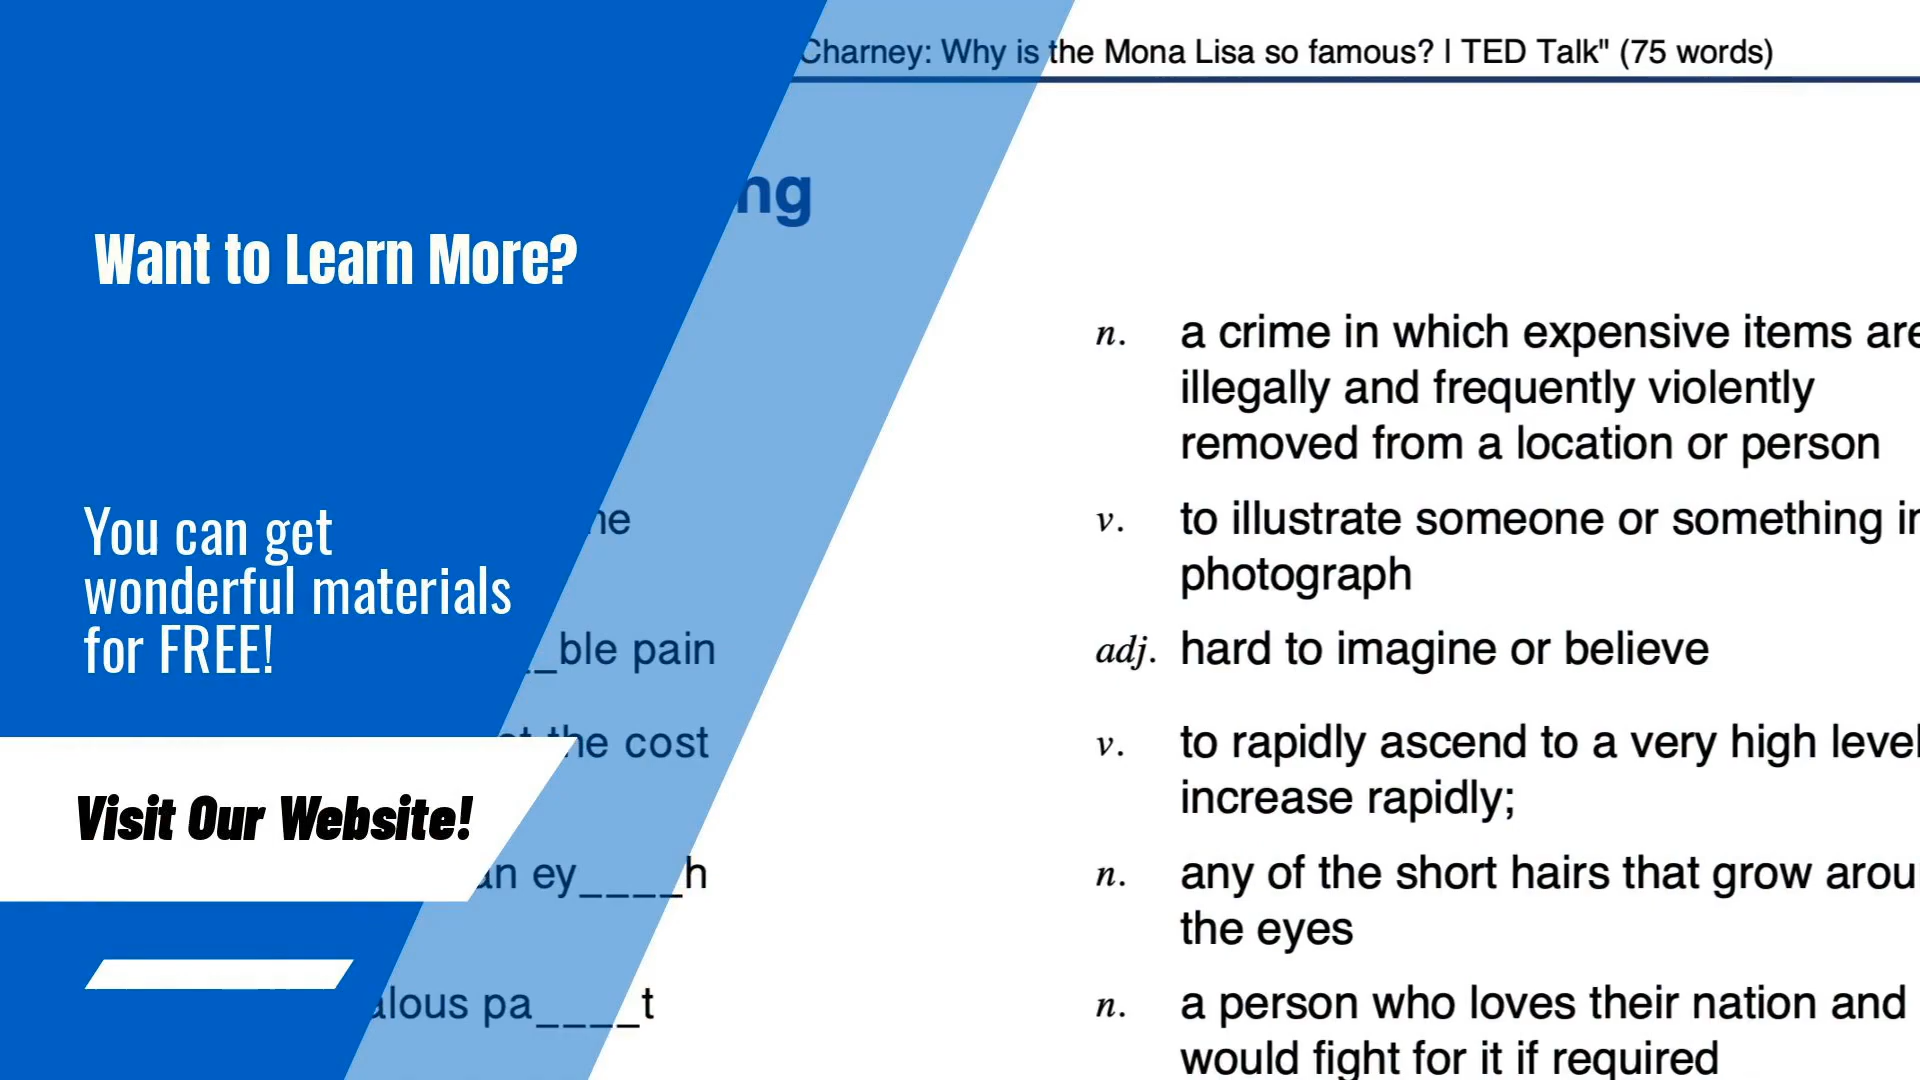 Charney: Why is the Mona Lisa so famous? | TED Talk" (75 words)
ng
Want to Learn More?
You can get
wonderful materials
for FREE!
Visit Our Website!
n. a crime in which expensive items are
illegally and frequently violently
removed from a location or person
v. to illustrate someone or something in
photograph
_ble pain
adj. hard to imagine or believe
the cost
v. to rapidly ascend to a very high level
increase rapidly;
an ey____h
n. any of the short hairs that grow arou
the eyes
alous pa____t
n. a person who loves their nation and
would fight for it if required